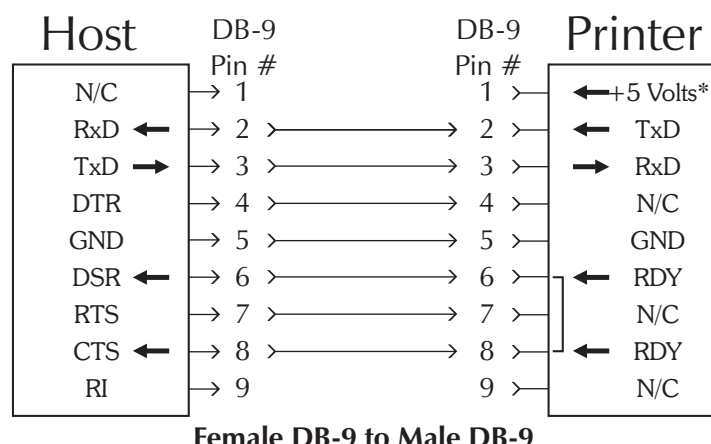 Host DB-9 Pin # DB-9 Pin # Printer
N/C 1 1 +5 Volts*
RxD 2 2 TxD
TxD 3 3 RxD
DTR 4 4 N/C
GND 5 5 GND
DSR 6 6 RDY
RTS 7 7 N/C
CTS 8 8 RDY
RI 9 9 N/C
Female DB-9 to Male DB-9